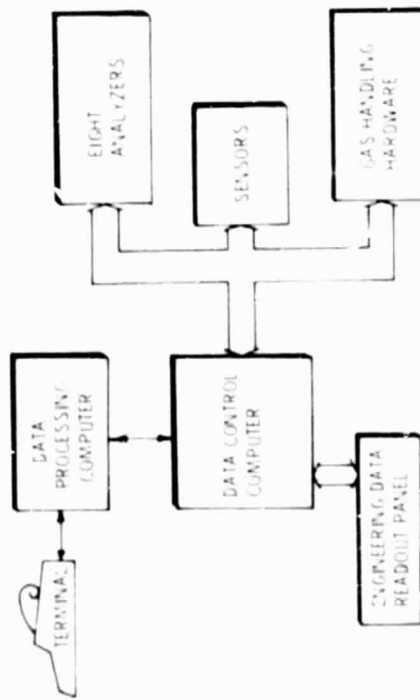 TERMINAL
DATA
PROCESSING
COMPUTER
DATA CONTROL
COMPUTER
ENGINEERING DATA
READOUT PANEL
EIGHT
ANALYZERS
SENSORS
GAS HANDLING
HARDWARE